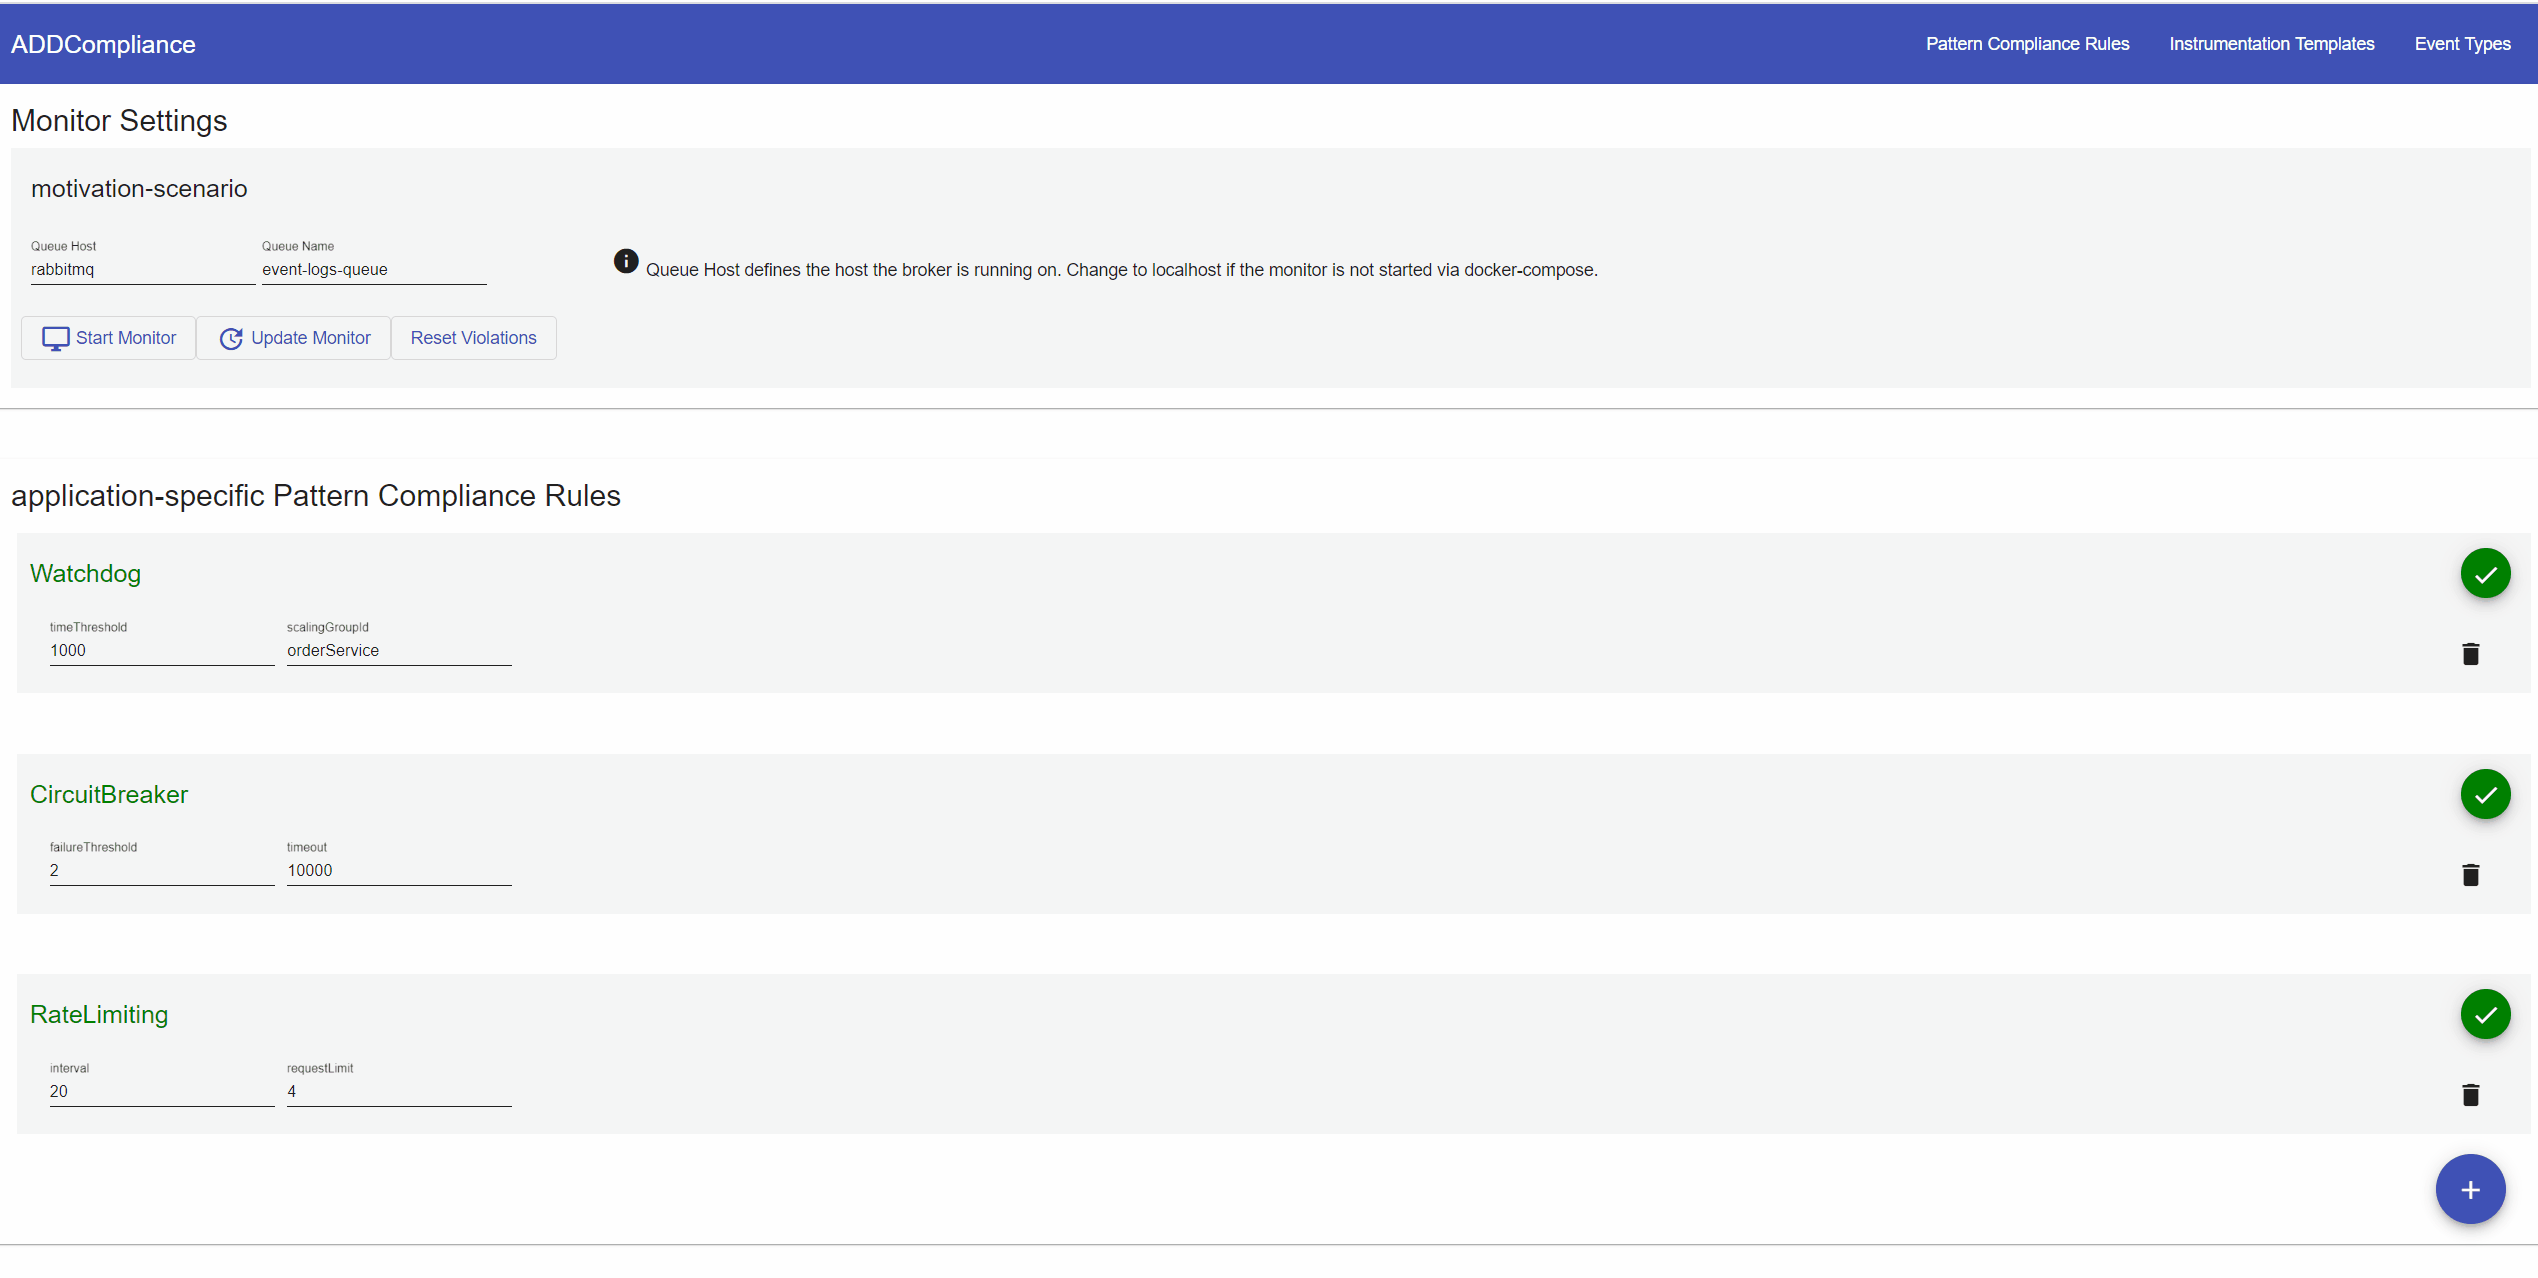 ADDCompliance
Pattern Compliance Rules
Instrumentation Templates
Event Types
Monitor Settings
motivation-scenario
Queue Host
Queue Name
rabbitmq
event-logs-queue
Queue Host defines the host the broker is running on. Change to localhost if the monitor is not started via docker-compose.
Start Monitor
Update Monitor
Reset Violations
application-specific Pattern Compliance Rules
Watchdog
timeThreshold
scalingGroupId
1000
orderService
CircuitBreaker
failureThreshold
timeout
2
10000
RateLimiting
interval
requestLimit
20
4